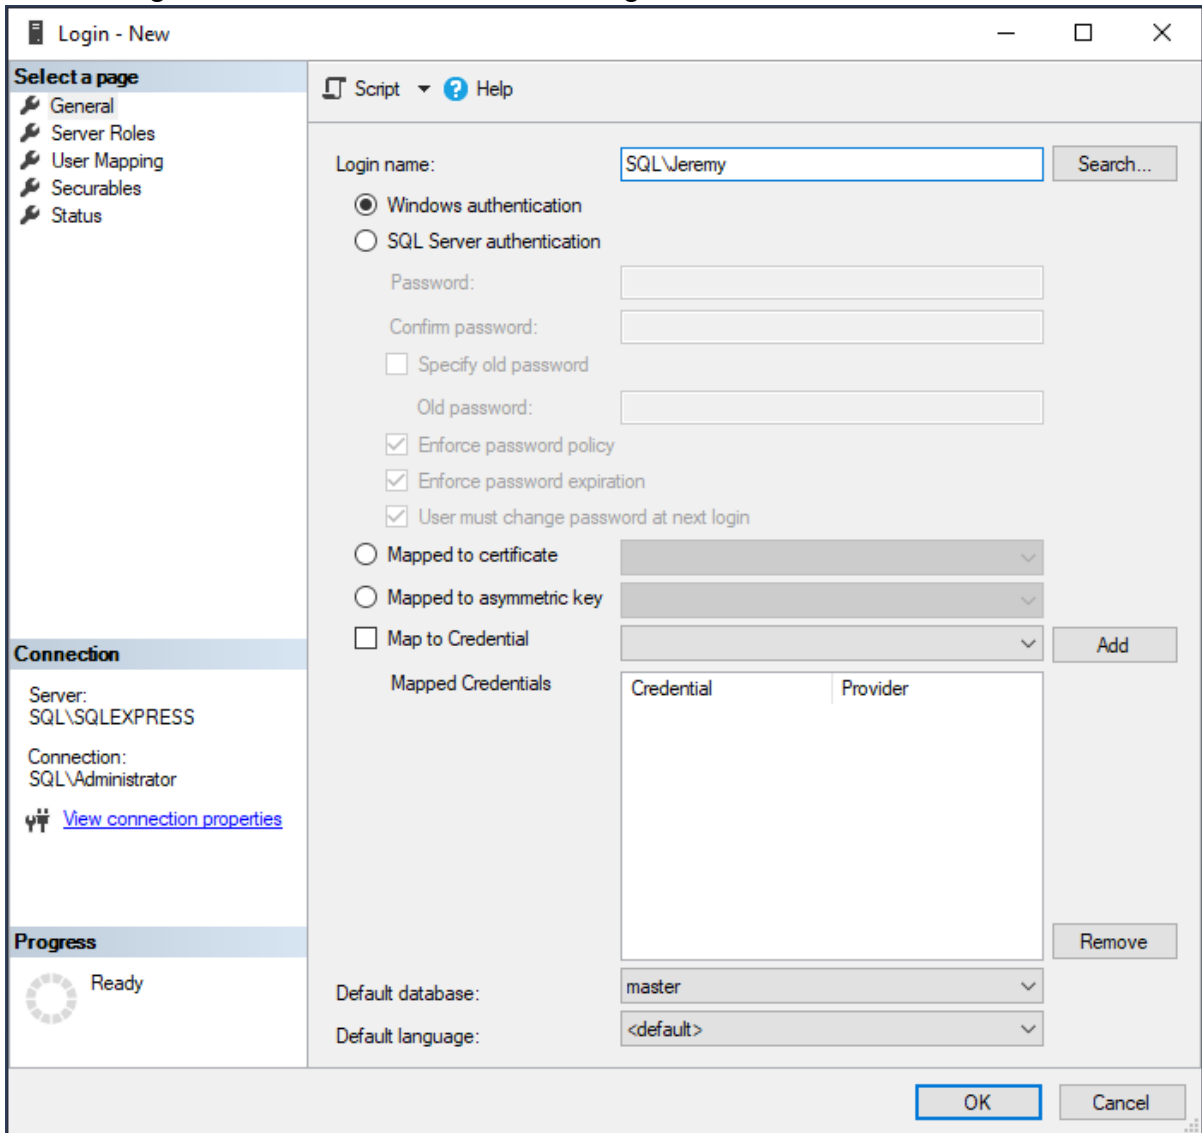 Login - New
Select a page
General
Server Roles
User Mapping
Securables
Status
Script
Help
Login name:
SQL\Jeremy
Search...
Windows authentication
SQL Server authentication
Password:
Confirm password:
Specify old password
Old password:
Enforce password policy
Enforce password expiration
User must change password at next login
Mapped to certificate
Mapped to asymmetric key
Map to Credential
Add
Mapped Credentials
Credential
Provider
Remove
Default database:
master
Default language:
<default>
Connection
Server:
SQL\SQLEXPRESS
Connection:
SQL\Administrator
View connection properties
Progress
Ready
OK
Cancel